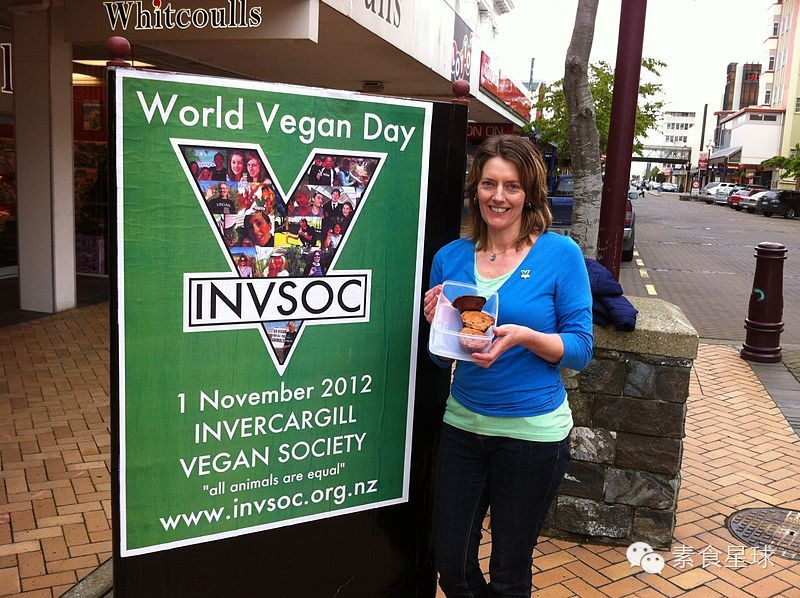 Whitcoulls
World Vegan Day
INVSOC
1 November 2012
INVERCARGILL
VEGAN SOCIETY
"all animals are equal"
www.invsoc.org.nz
素食星球